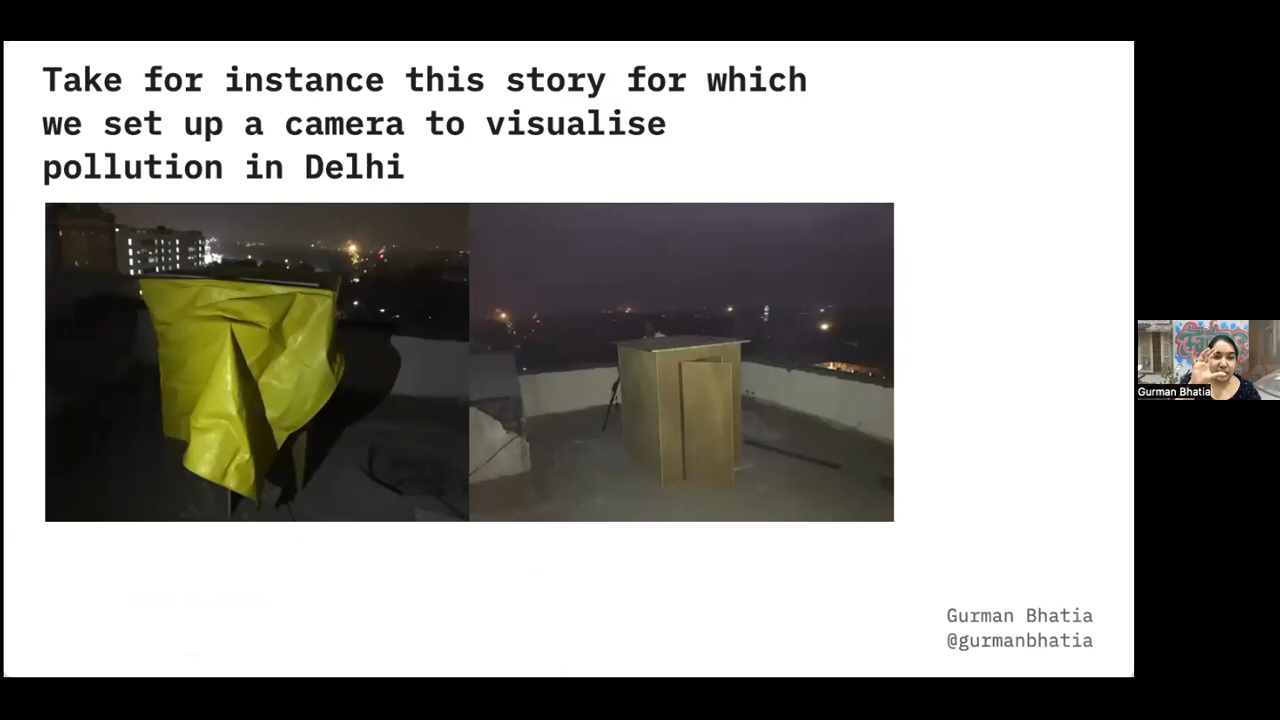 Take for instance this story for which
we set up a camera to visualise
pollution in Delhi
Gurman Bhatia
@gurmanbhatia
Gurman Bhatia